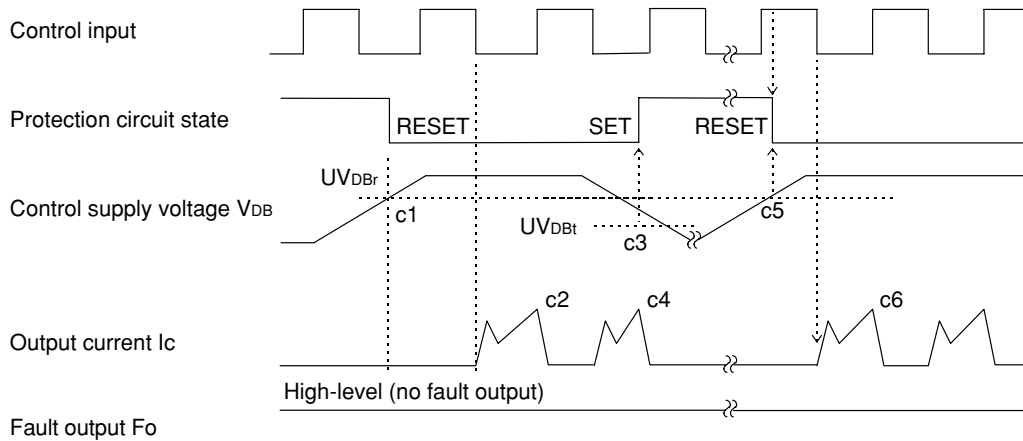 Control input
Protection circuit state
RESET
SET
RESET
UVDBr
Control supply voltage VDB
c1
c5
UVDBt
c3
c2
c4
c6
Output current Ic
High-level (no fault output)
Fault output Fo